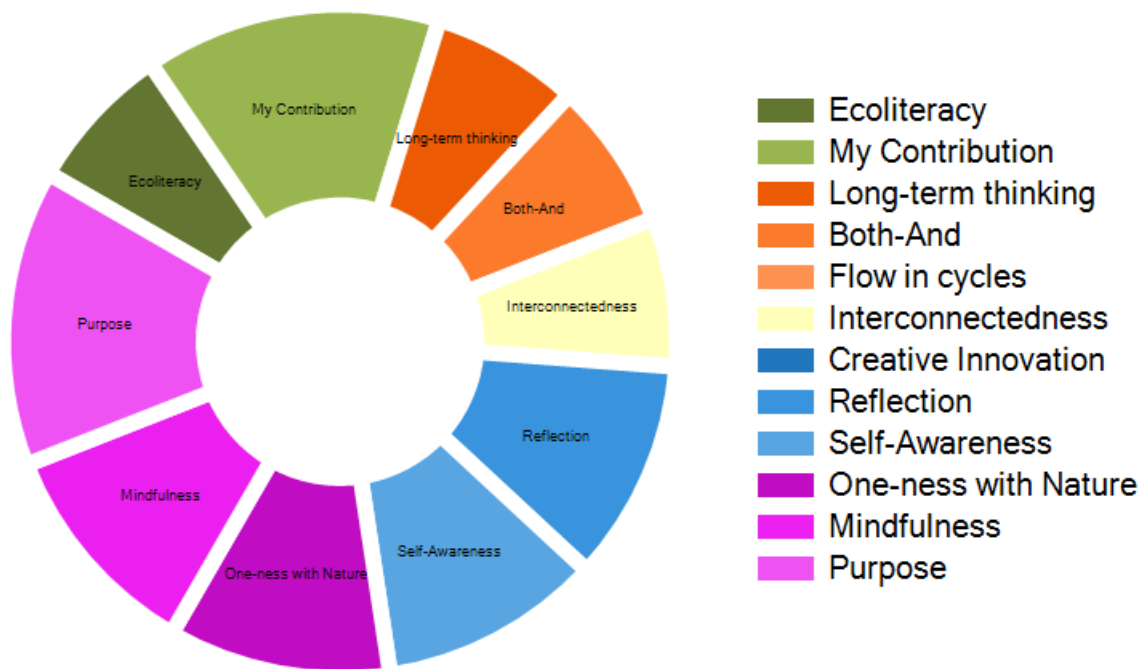 My Contribution
Long-term thinking
Ecoliteracy
Both-And
Interconnectedness
Purpose
Reflection
Mindfulness
Self-Awareness
One-ness with Nature
Ecoliteracy
My Contribution
Long-term thinking
Both-And
Flow in cycles
Interconnectedness
Creative Innovation
Reflection
Self-Awareness
One-ness with Nature
Mindfulness
Purpose